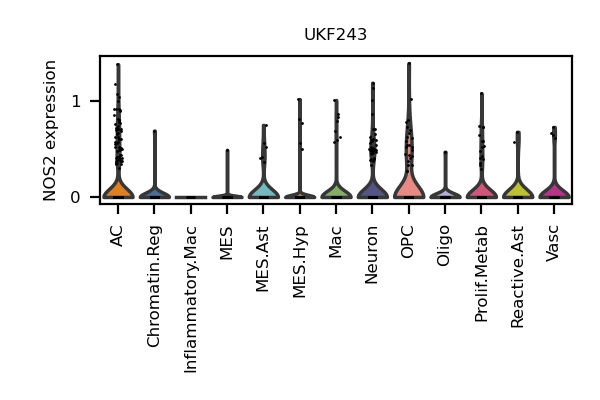 UKF243
NOS2 expression
1
0
AC
Chromatin.Reg
Inflammatory.Mac
MES
MES.Ast
MES.Hyp
Mac
Neuron
OPC
Oligo
Prolif.Metab
Reactive.Ast
Vasc